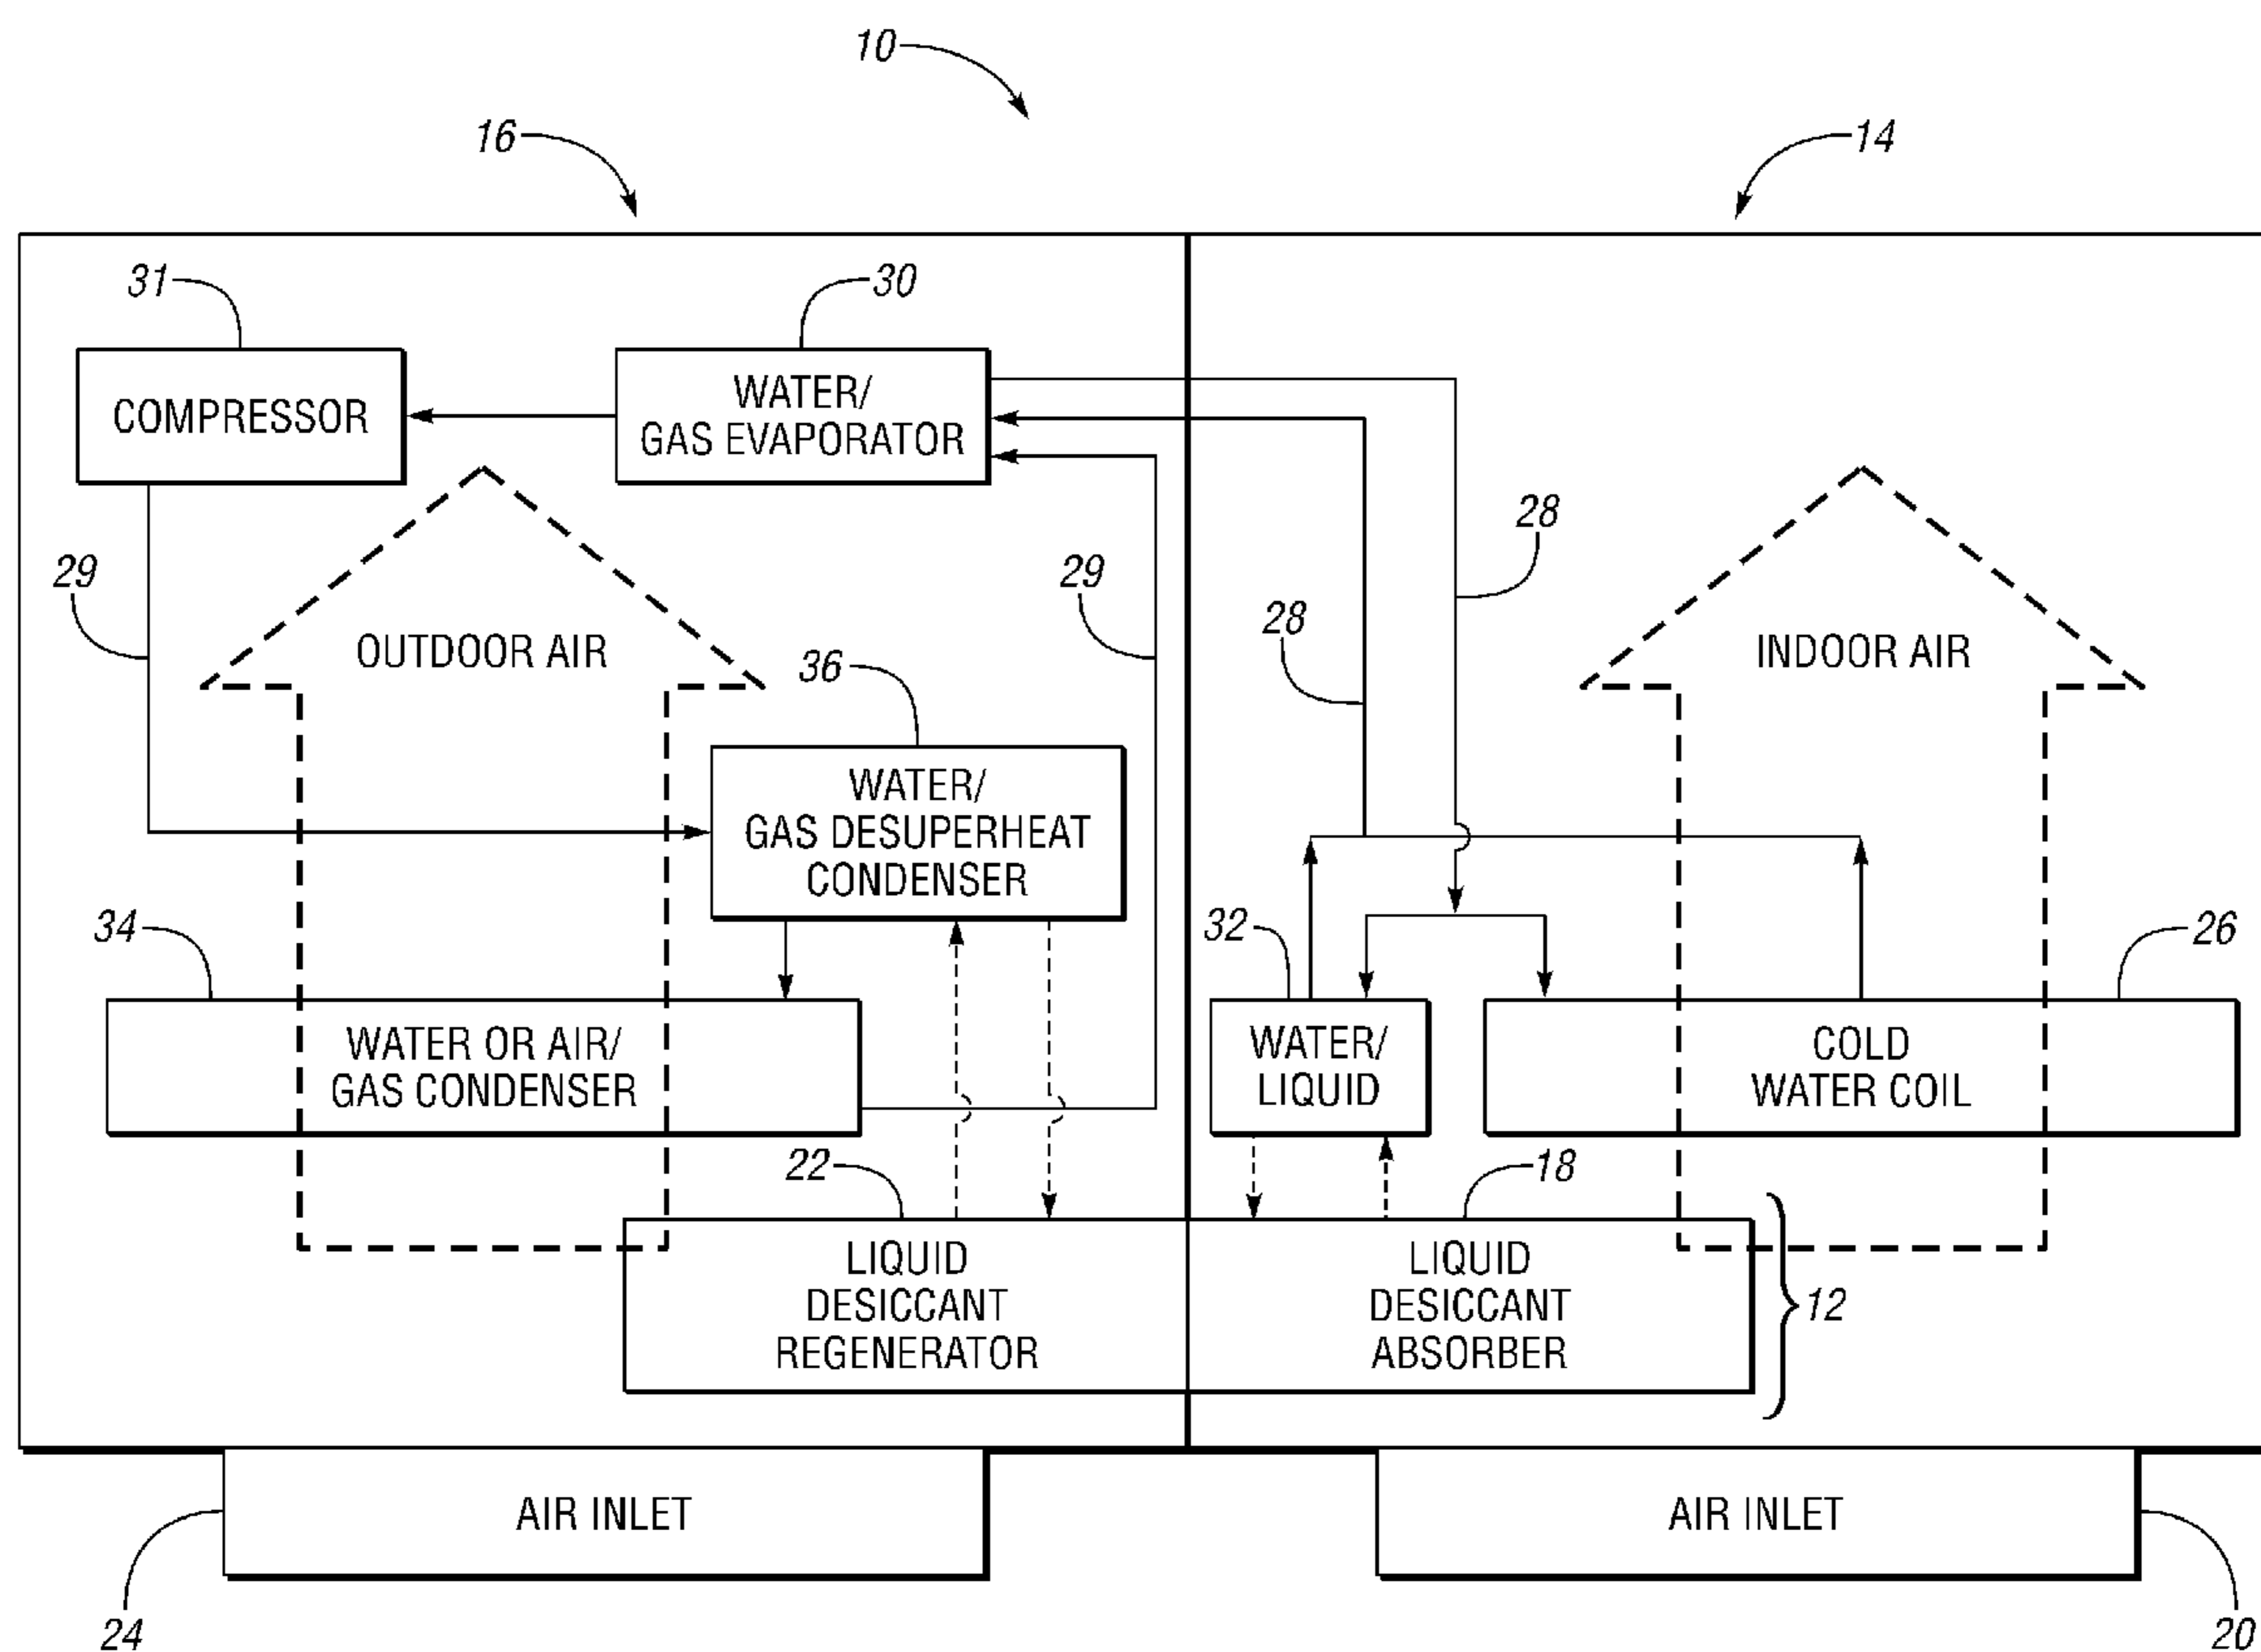 10
16
14
31
30
COMPRESSOR
WATER/
GAS EVAPORATOR
28
29
29
28
OUTDOOR AIR
INDOOR AIR
36
WATER/
GAS DESUPERHEAT
CONDENSER
34
32
26
WATER OR AIR/
GAS CONDENSER
WATER/
LIQUID
COLD
WATER COIL
22
18
LIQUID
DESICCANT
REGENERATOR
LIQUID
DESICCANT
ABSORBER
12
AIR INLET
AIR INLET
24
20